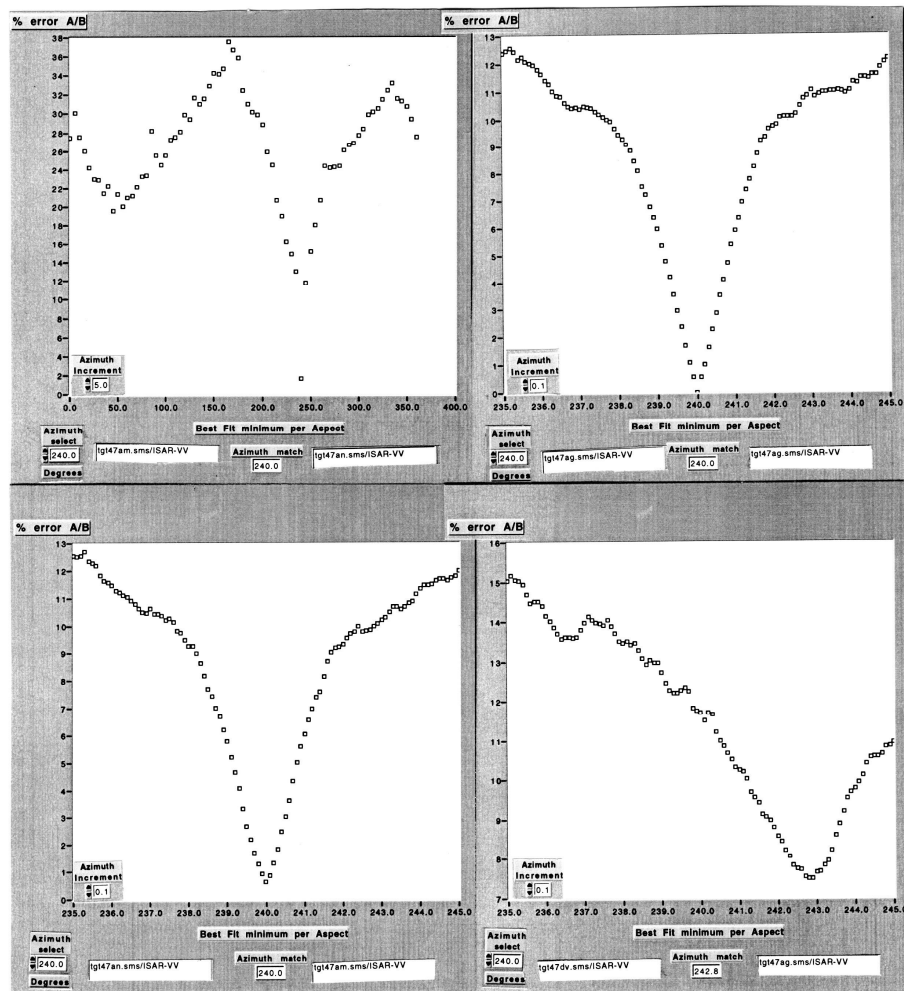 % error A/B
38
36
34
32
30
28
26
24
22
20
18
16
14
12
10
8
6
4
2
0
Azimuth
Increment
5.0
0.0 50.0 100.0 150.0 200.0 250.0 300.0 350.0 400.0
Best Fit minimum per Aspect
Azimuth
select
240.0
Degrees
tgt47am.sms/ISAR-VV
Azimuth match
240.0
tgt47an.sms/ISAR-VV
% error A/B
13
12
11
10
9
8
7
6
5
4
3
2
1
0
Azimuth
Increment
0.1
235.0 236.0 237.0 238.0 239.0 240.0 241.0 242.0 243.0 244.0 245.0
Best Fit minimum per Aspect
Azimuth
select
240.0
Degrees
tgt47ag.sms/ISAR-VV
Azimuth match
240.0
tgt47ag.sms/ISAR-VV
% error A/B
13
12
11
10
9
8
7
6
5
4
3
2
1
0
Azimuth
Increment
0.1
235.0 236.0 237.0 238.0 239.0 240.0 241.0 242.0 243.0 244.0 245.0
Best Fit minimum per Aspect
Azimuth
select
240.0
Degrees
tgt47an.sms/ISAR-VV
Azimuth match
240.0
tgt47am.sms/ISAR-VV
% error A/B
16
15
14
13
12
11
10
9
8
7
Azimuth
Increment
0.1
235.0 236.0 237.0 238.0 239.0 240.0 241.0 242.0 243.0 244.0 245.0
Best Fit minimum per Aspect
Azimuth
select
240.0
Degrees
tgt47dv.sms/ISAR-VV
Azimuth match
242.8
tgt47ag.sms/ISAR-VV